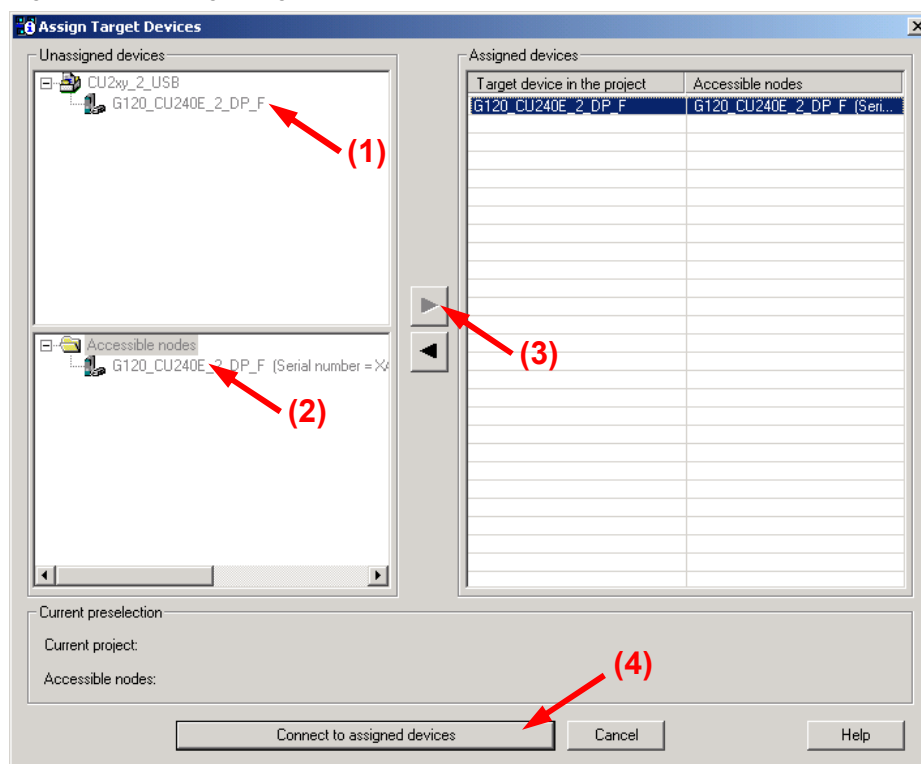 Assign Target Devices
Unassigned devices
CU2xy_2_USB
G120_CU240E_2_DP_F
(1)
Accessible nodes
G120_CU240E_2_DP_F (Serial number = XA
(2)
(3)
Assigned devices
Target device in the project Accessible nodes
G120_CU240E_2_DP_F G120_CU240E_2_DP_F (Seri...
Current preselection
Current project:
Accessible nodes:
(4)
Connect to assigned devices Cancel Help